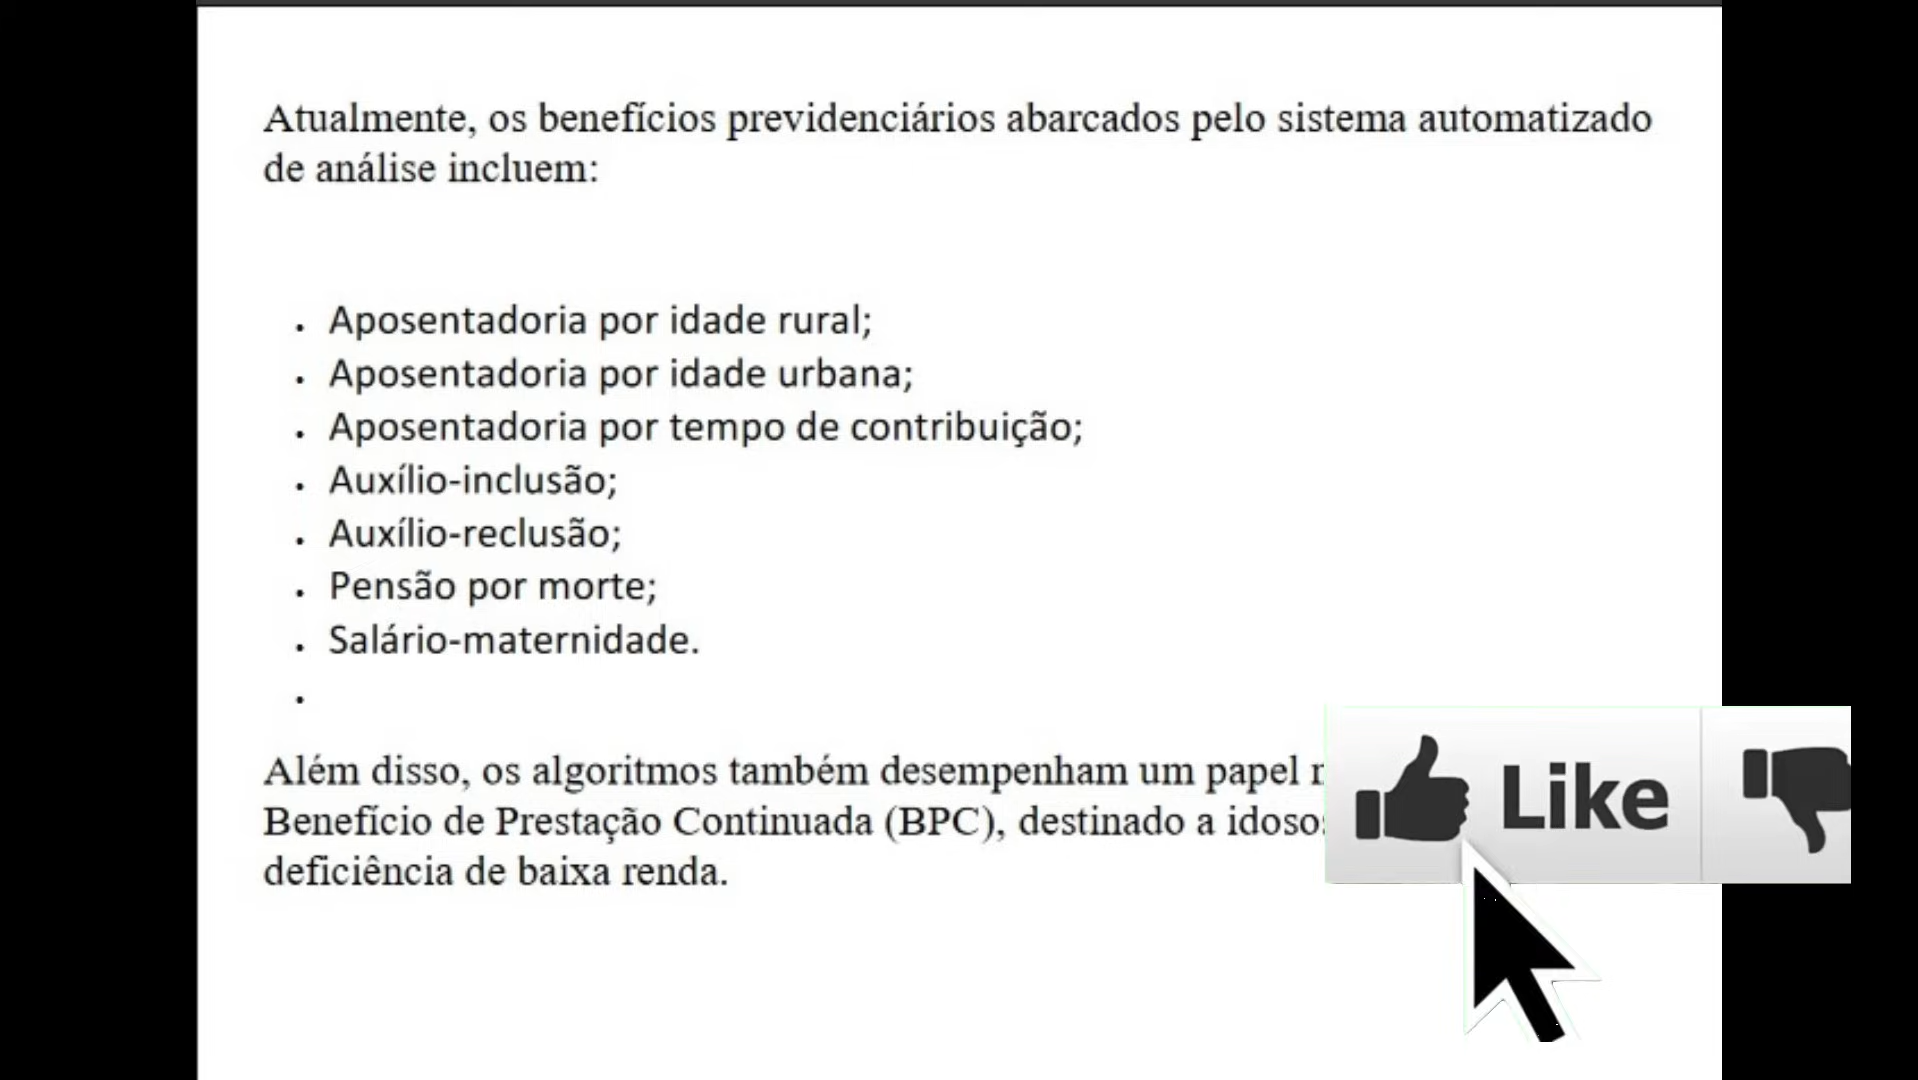 Atualmente, os benefícios previdenciários abarcados pelo sistema automatizado
de análise incluem:
• Aposentadoria por idade rural;
• Aposentadoria por idade urbana;
• Aposentadoria por tempo de contribuição;
• Auxílio-inclusão;
• Auxílio-reclusão;
• Pensão por morte;
• Salário-maternidade.
•
Além disso, os algoritmos também desempenham um papel
Benefício de Prestação Continuada (BPC), destinado a
deficiência de baixa renda.
Like